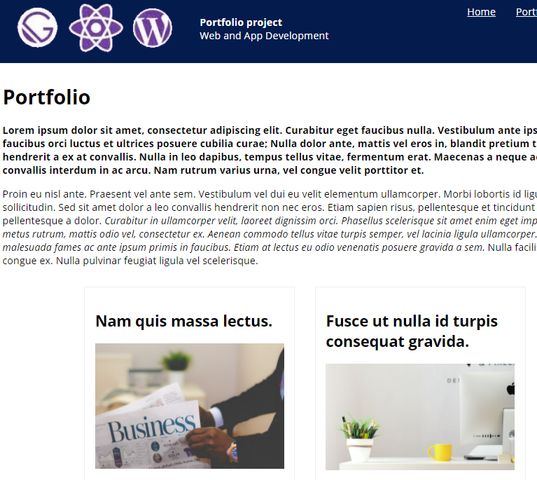 Home Port
Portfolio project
Web and App Development
Portfolio
Lorem ipsum dolor sit amet, consectetur adipiscing elit. Curabitur eget faucibus nulla. Vestibulum ante ips
faucibus orci luctus et ultrices posuere cubilia curae; Nulla dolor ante, mattis vel eros in, blandit pretium t
hendrerit a ex at convallis. Nulla in leo dapibus, tempus tellus vitae, fermentum erat. Maecenas a neque a
convallis interdum in ac arcu. Nam rutrum varius urna, vel congue velit porttitor et.
Proin eu nisl ante. Praesent vel ante sem. Vestibulum vel dui eu velit elementum ullamcorper. Morbi lobortis id ligu
sollicitudin. Sed sit amet dolor a leo convallis hendrerit non nec eros. Etiam sapien risus, pellentesque et tincidunt
pellentesque a dolor. Curabitur in ullamcorper velit, laoreet dignissim orci. Phasellus scelerisque sit amet enim eget imp
metus rutrum, mattis odio vel, consectetur ex. Aenean commodo tellus vitae turpis semper, vel lacinia ligula ullamcorper.
malesuada fames ac ante ipsum primis in faucibus. Etiam at lectus eu odio venenatis posuere gravida a sem. Nulla facili
congue ex. Nulla pulvinar feugiat ligula vel scelerisque.
Nam quis massa lectus.
Fusce ut nulla id turpis
consequat gravida.
Business